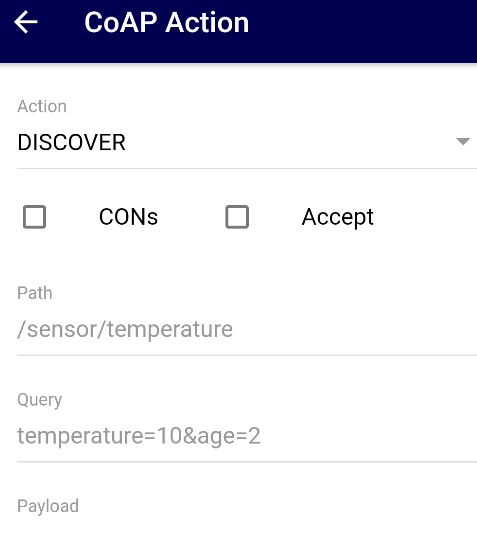 CoAP Action
Action
DISCOVER
CONs Accept
Path
/sensor/temperature
Query
temperature=10&age=2
Payload